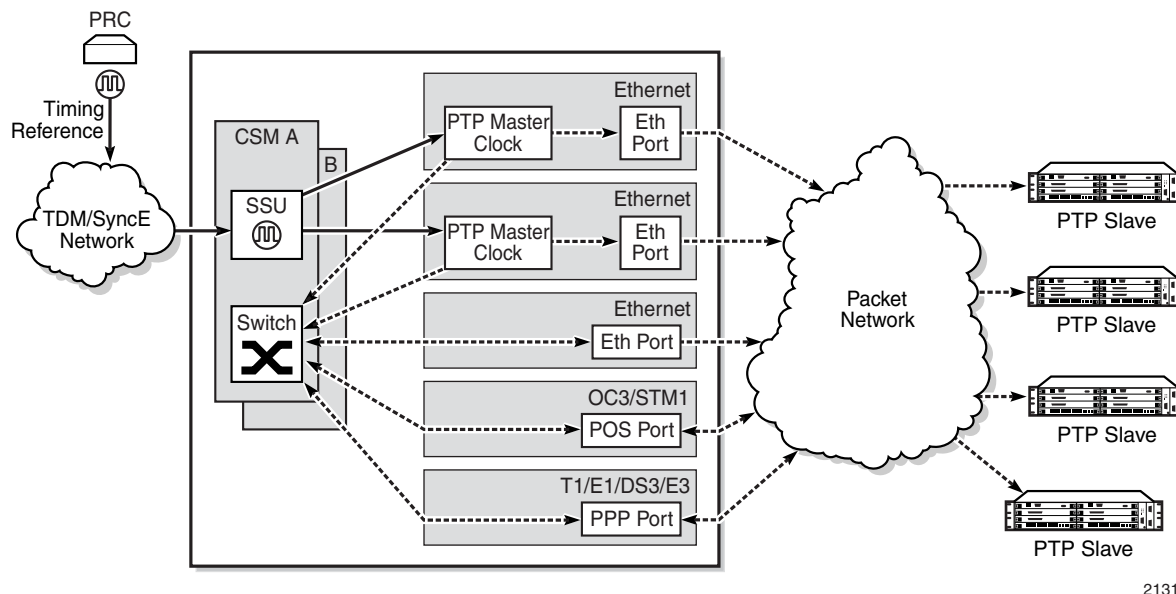 PRC
Timing
Reference
TDM/SyncE
Network
CSM A
B
SSU
Switch
Ethernet
PTP Master
Clock
Eth
Port
Ethernet
PTP Master
Clock
Eth
Port
Ethernet
Eth Port
OC3/STM1
POS Port
T1/E1/DS3/E3
PPP Port
Packet
Network
PTP Slave
PTP Slave
PTP Slave
PTP Slave
2131